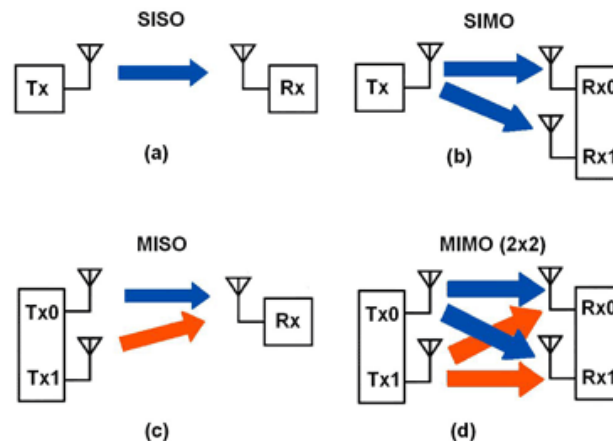 SISO
Tx
Rx
(a)
SIMO
Tx
Rx0
Rx1
(b)
MISO
Tx0
Tx1
Rx
(c)
MIMO (2x2)
Tx0
Tx1
Rx0
Rx1
(d)